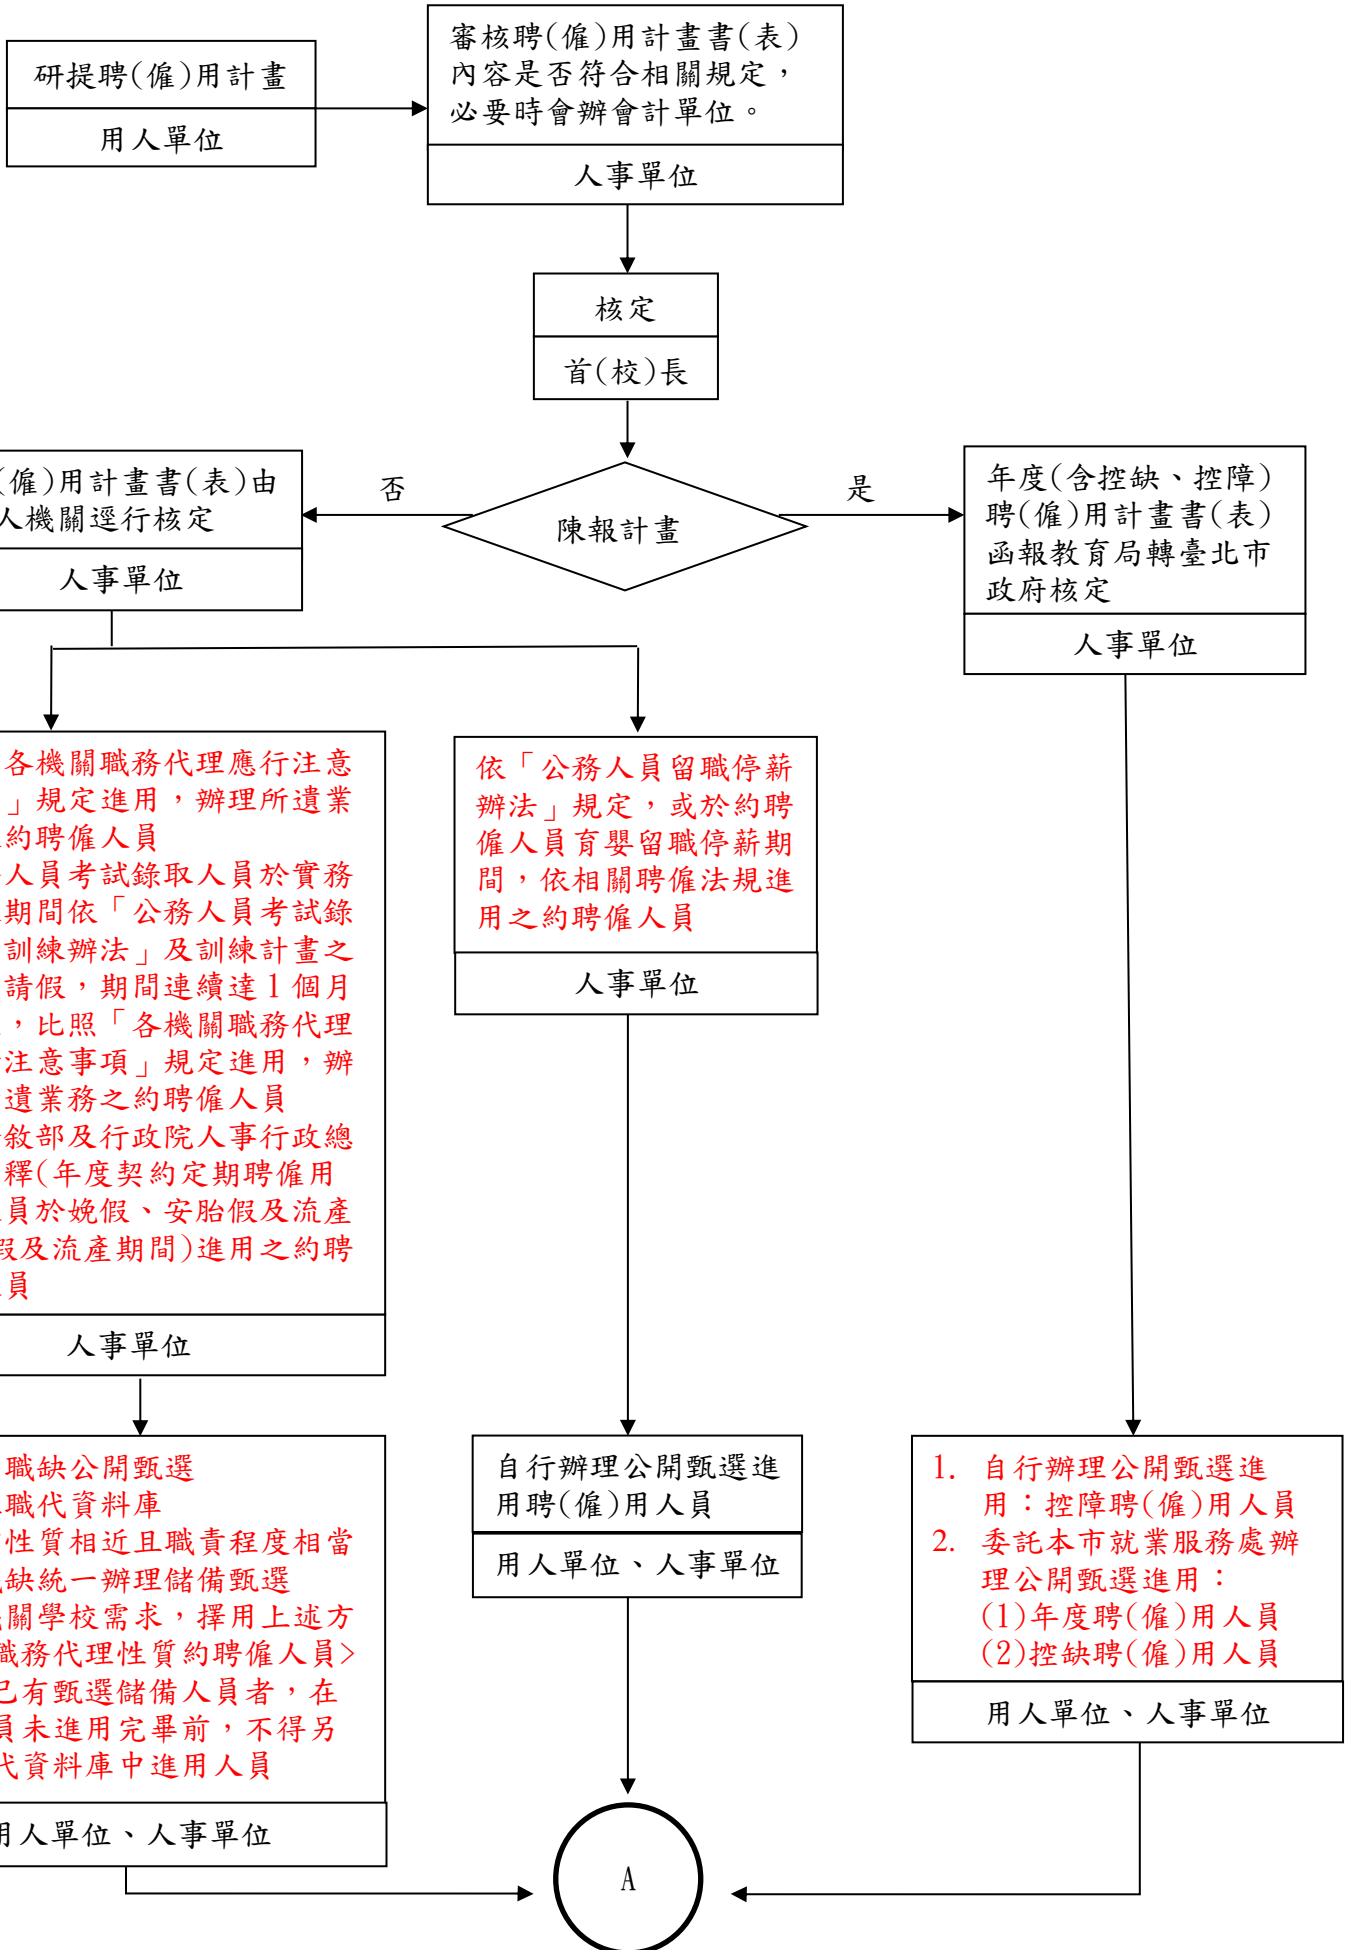 研提聘(僱)用計畫
用人單位
審核聘(僱)用計畫書(表)
內容是否符合相關規定，
必要時會辦會計單位。
人事單位
核定
首(校)長
陳報計畫
否
是
(僱)用計畫書(表)由
人機關逕行核定
人事單位
年度(含控缺、控障)
聘(僱)用計畫書(表)
函報教育局轉臺北市
政府核定
人事單位
各機關職務代理應行注意
」規定進用，辦理所遺業
約聘僱人員
人員考試錄取人員於實務
期間依「公務人員考試錄
訓練辦法」及訓練計畫之
請假，期間連續達1個月
，比照「各機關職務代理
注意事項」規定進用，辦
遺業務之約聘僱人員
敘部及行政院人事行政總
釋(年度契約定期聘僱用
員於娩假、安胎假及流產
假及流產期間)進用之約聘
員
人事單位
依「公務人員留職停薪
辦法」規定，或於約聘
僱人員育嬰留職停薪期
間，依相關聘僱法規進
用之約聘僱人員
人事單位
職缺公開甄選
職代資料庫
性質相近且職責程度相當
缺統一辦理儲備甄選
關學校需求，擇用上述方
職務代理性質約聘僱人員>
已有甄選儲備人員者，在
員未進用完畢前，不得另
代資料庫中進用人員
用人單位、人事單位
自行辦理公開甄選進
用聘(僱)用人員
用人單位、人事單位
1. 自行辦理公開甄選進
用：控障聘(僱)用人員
2. 委託本市就業服務處辦
理公開甄選進用：
(1)年度聘(僱)用人員
(2)控缺聘(僱)用人員
用人單位、人事單位
A